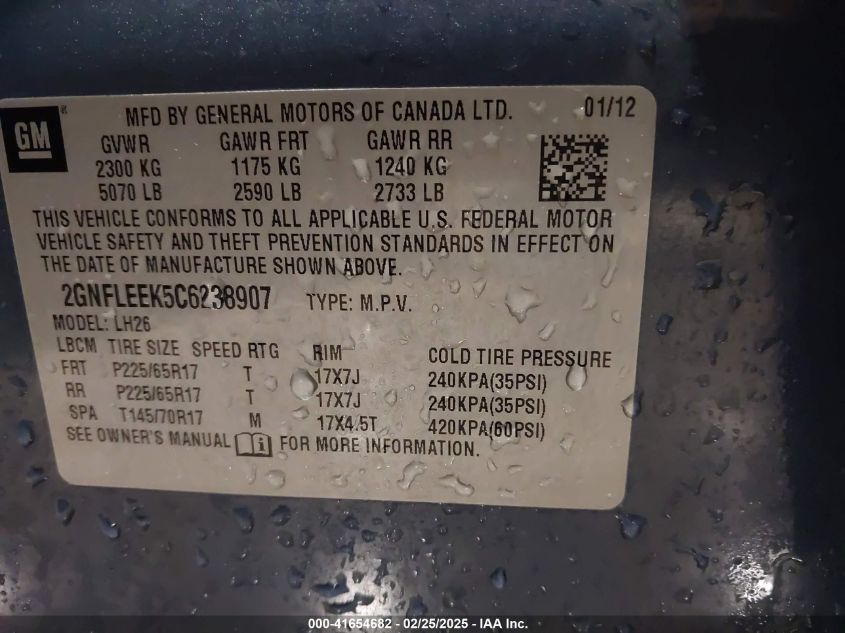 GM
MFD BY GENERAL MOTORS OF CANADA LTD. 01/12
GVWR GAWR FRT GAWR RR
2300 KG 1175 KG 1240 KG
5070 LB 2590 LB 2733 LB
THIS VEHICLE CONFORMS TO ALL APPLICABLE U.S. FEDERAL MOTOR
VEHICLE SAFETY AND THEFT PREVENTION STANDARDS IN EFFECT ON
THE DATE OF MANUFACTURE SHOWN ABOVE.
2GNFLEEK5C6238907 TYPE: M.P.V.
MODEL: LH26
LBCM TIRE SIZE SPEED RTG RIM COLD TIRE PRESSURE
FRT P225/65R17 T 17X7J 240KPA(35PSI)
RR P225/65R17 T 17X7J 240KPA(35PSI)
SPA T145/70R17 M 17X4.5T 420KPA(60PSI)
SEE OWNER'S MANUAL FOR MORE INFORMATION.
000-41654682 - 02/25/2025 - IAA Inc.